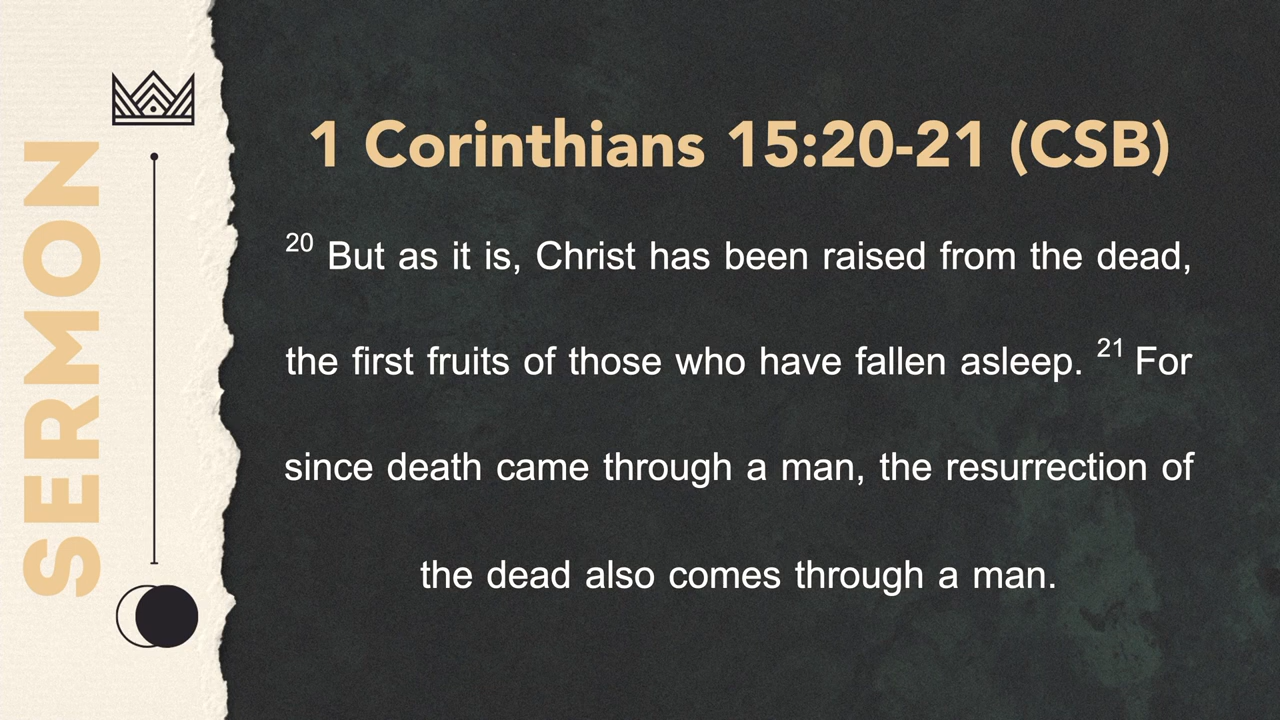 SERMON
1 Corinthians 15:20-21 (CSB)
20 But as it is, Christ has been raised from the dead,
the first fruits of those who have fallen asleep. 21 For
since death came through a man, the resurrection of
the dead also comes through a man.